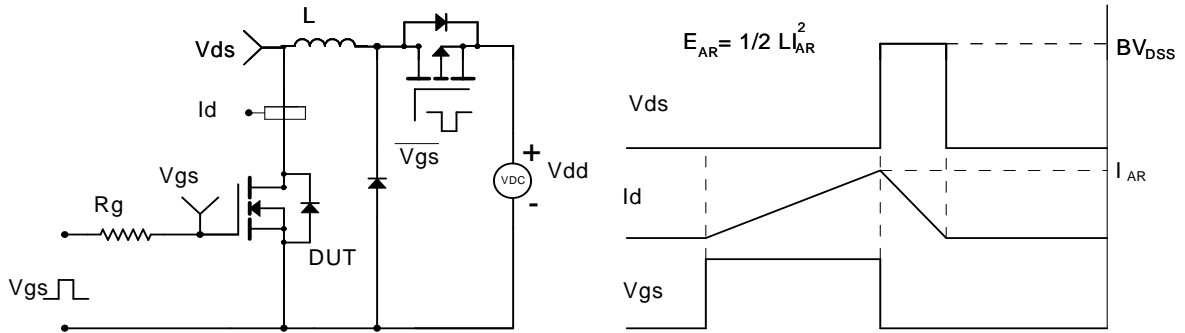 L
Vds
Id
Vgs
Vgs
+
VDC
Vdd
-
Rg
DUT
Vgs
E_AR= 1/2 LI_AR^2
BV_DSS
Vds
I_AR
Id
Vgs